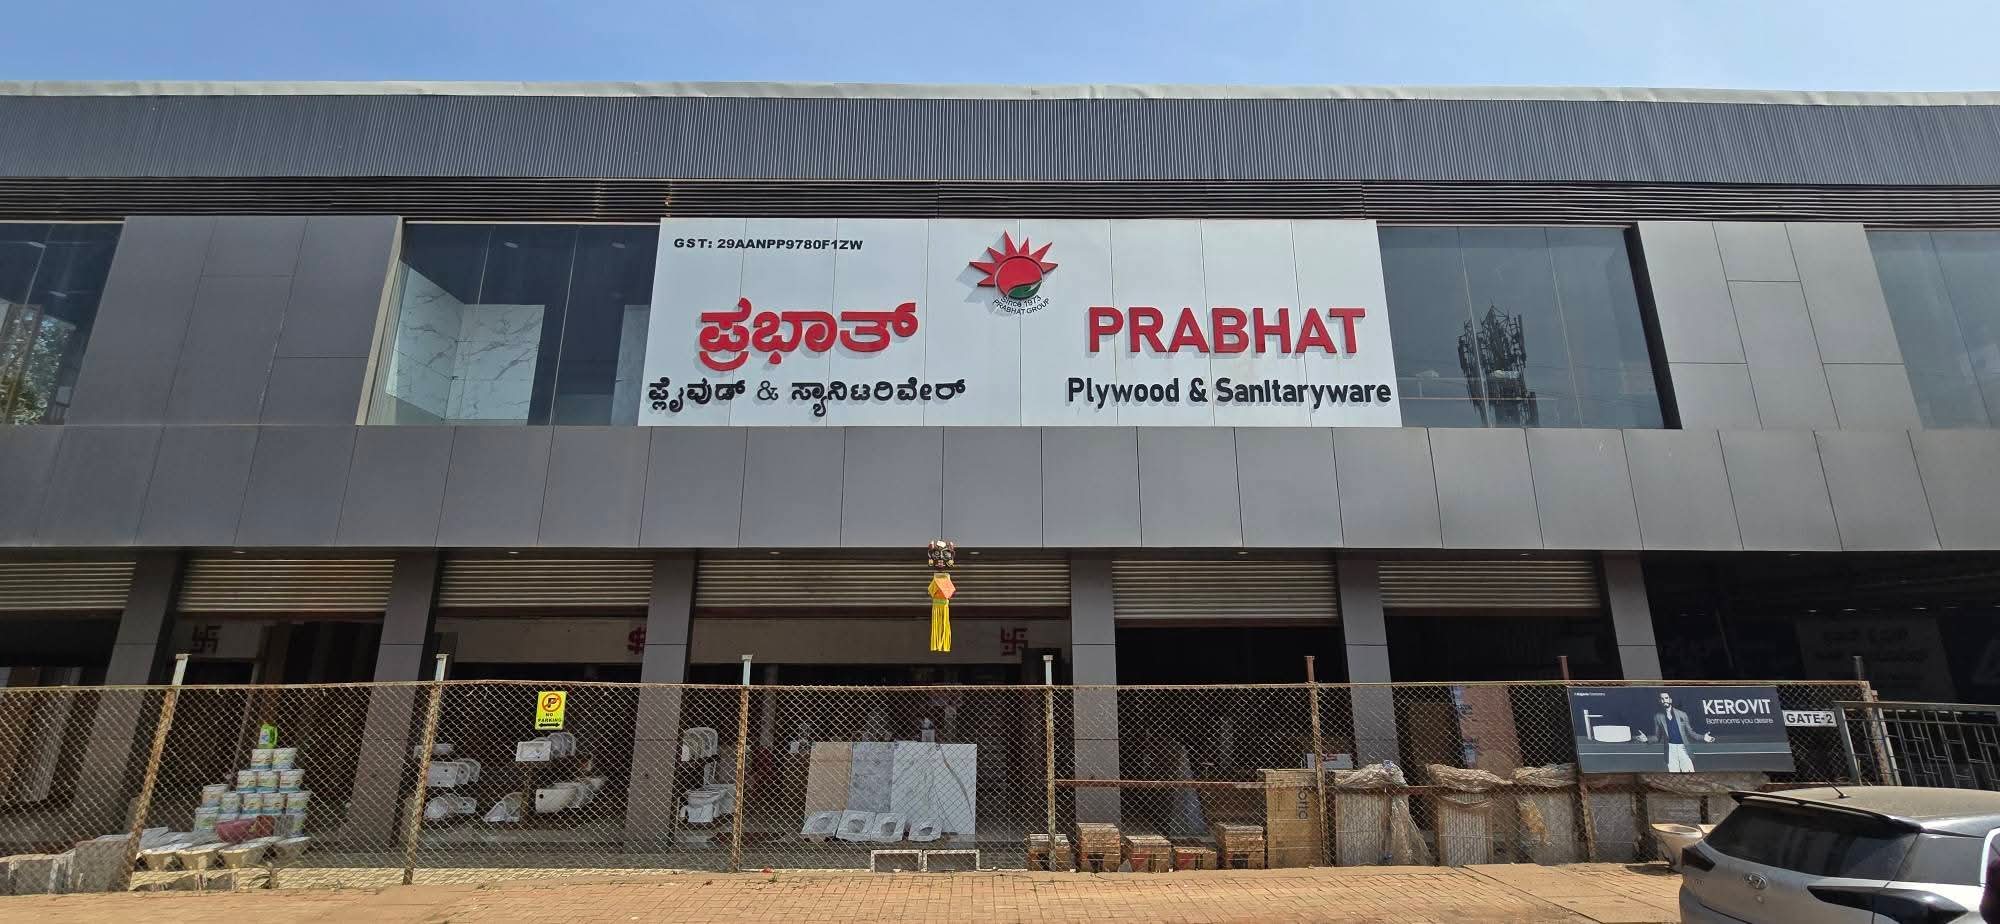 GST: 29AANPP9780F1ZW
Since 1973
PRABHAT GROUP
ಪ್ರಭಾತ್
ಪ್ಲೈವುಡ್ & ಸ್ಯಾನಿಟರಿವೇರ್
PRABHAT
Plywood & SanItaryware
NO
PARKING
KEROVIT
Bathrooms you desire
GATE-2